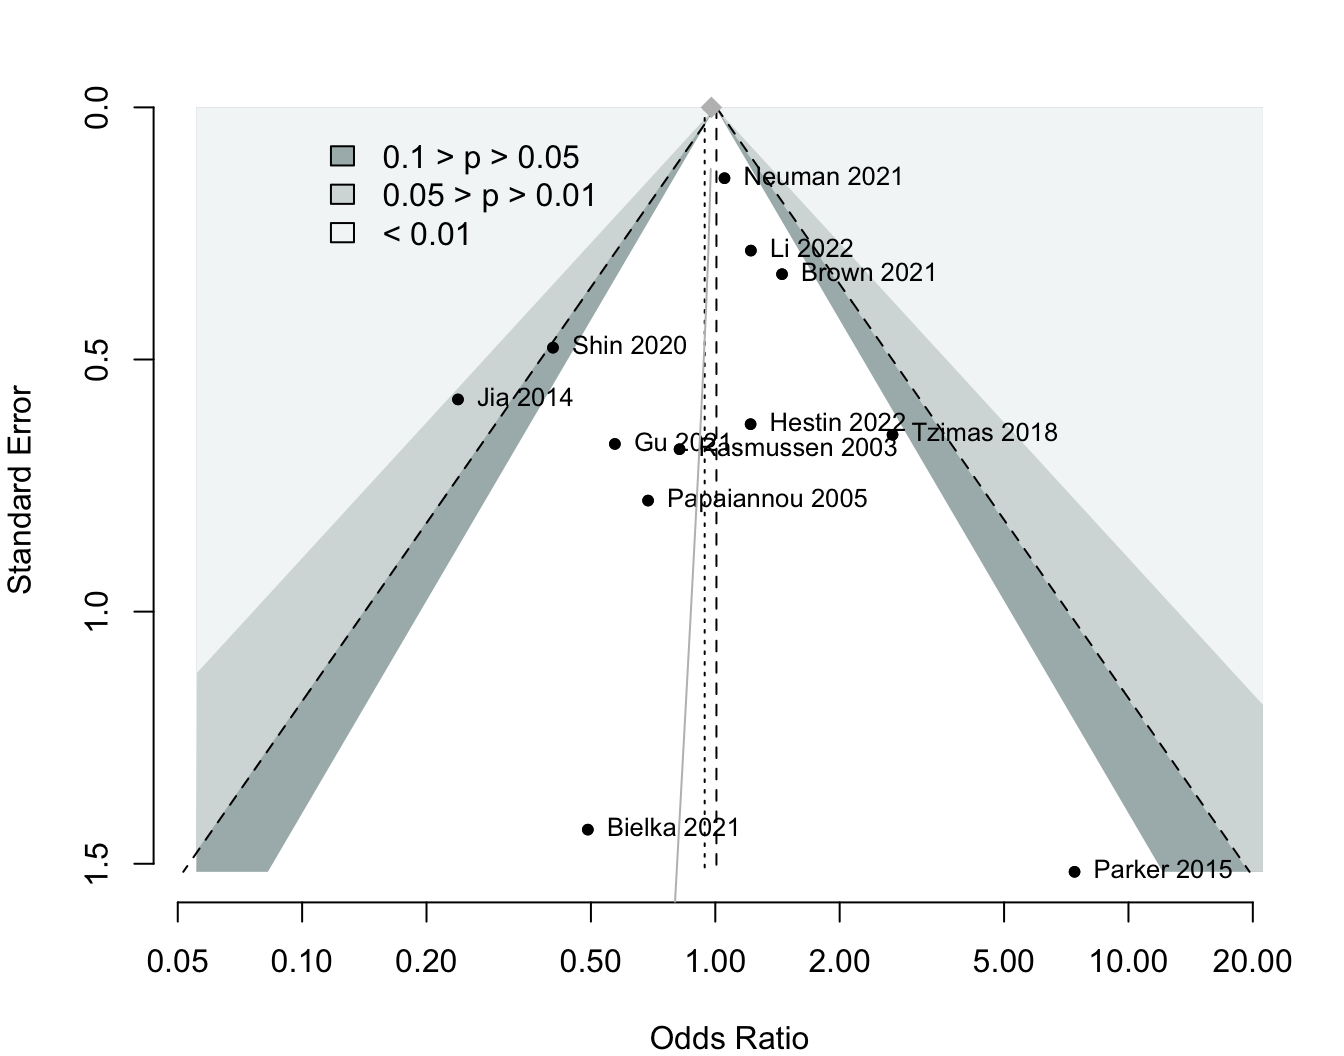 0.1 > p > 0.05
0.05 > p > 0.01
< 0.01
Neuman 2021
Li 2022
Brown 2021
Shin 2020
Jia 2014
Hestin 2022
Tzimas 2018
Gu 2021
Rasmussen 2003
Papaiannou 2005
Bielka 2021
Parker 2015
Standard Error
0.0
0.5
1.0
1.5
0.05 0.10 0.20 0.50 1.00 2.00 5.00 10.00 20.00
Odds Ratio